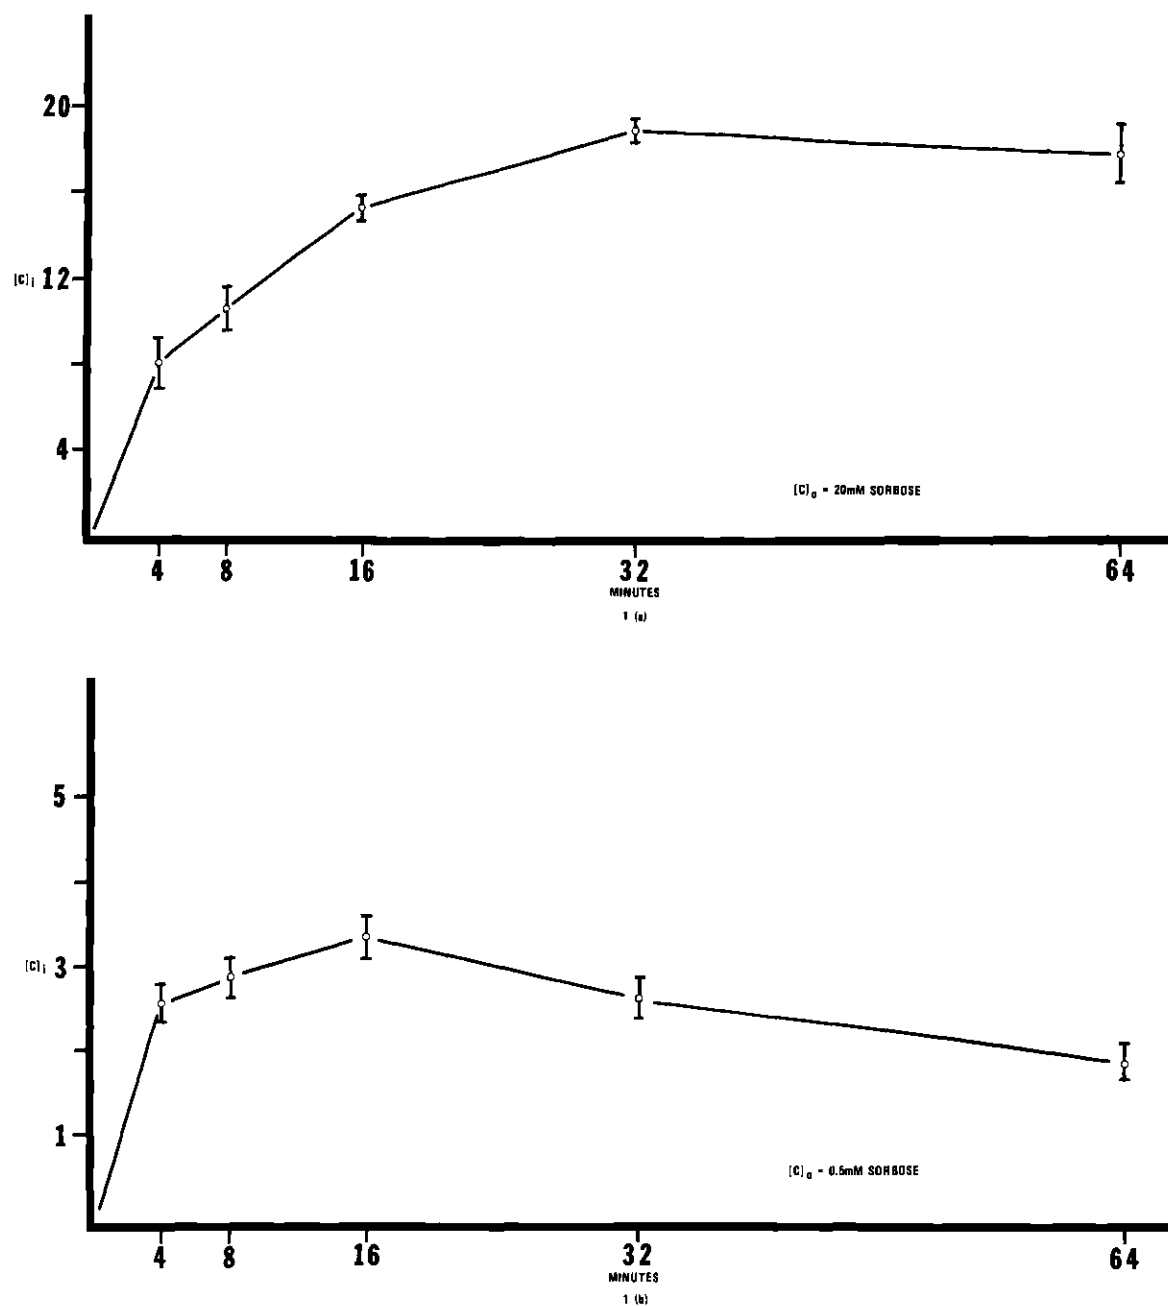 20
[C]i 12
4
[C]o = 20mM SORBOSE
4 8 16 32 64
MINUTES
1 (a)
5
[C]i 3
1
[C]o = 0.5mM SORBOSE
4 8 16 32 64
MINUTES
1 (b)